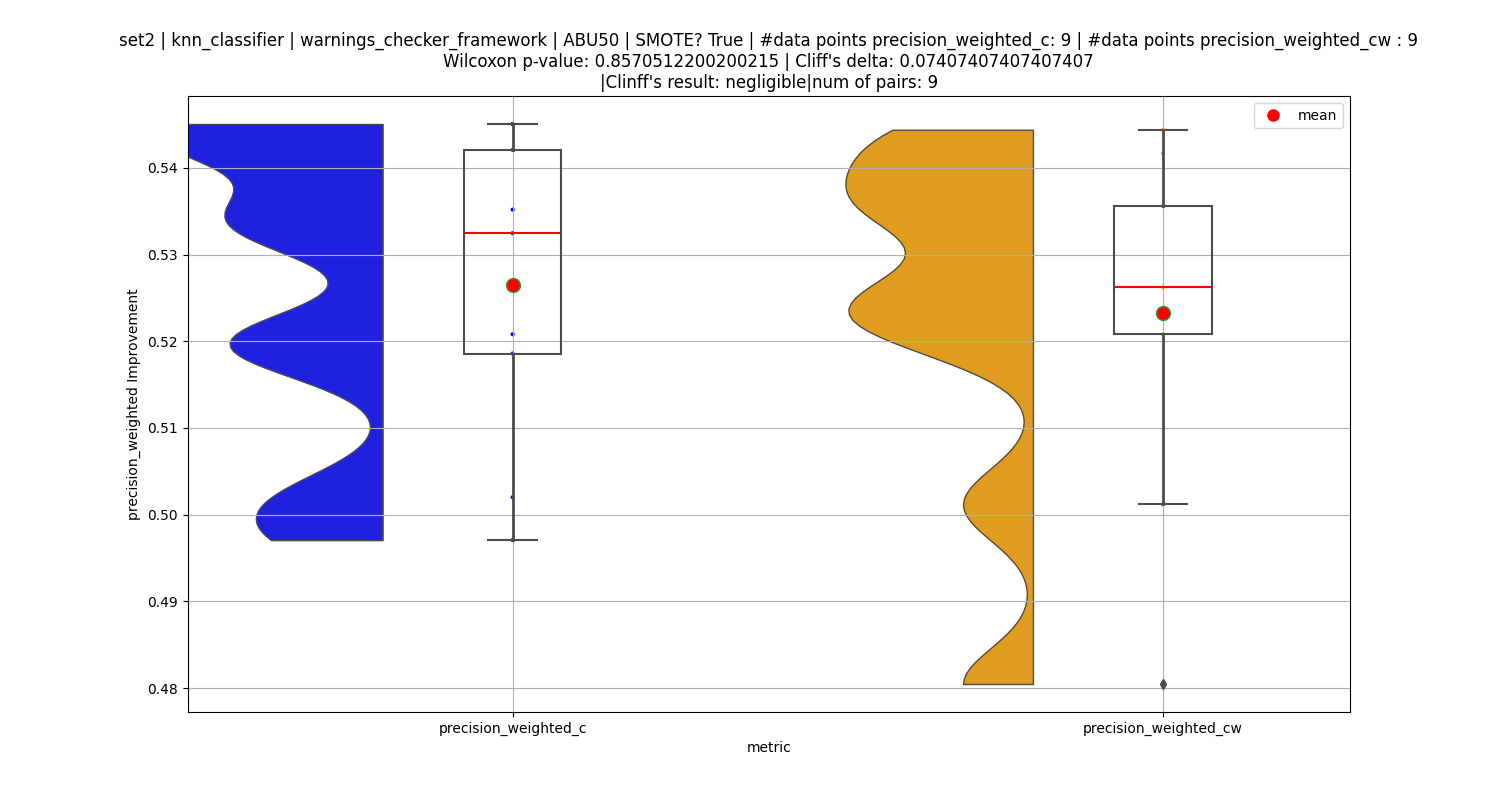 set2 | knn_classifier | warnings_checker_framework | ABU50 | SMOTE? True | #data points precision_weighted_c: 9 | #data points precision_weighted_cw : 9
Wilcoxon p-value: 0.8570512200200215 | Cliff's delta: 0.07407407407407407
|Clinff's result: negligible|num of pairs: 9
mean
0.54
0.53
0.52
0.51
0.50
0.49
0.48
precision_weighted Improvement
precision_weighted_c
precision_weighted_cw
metric